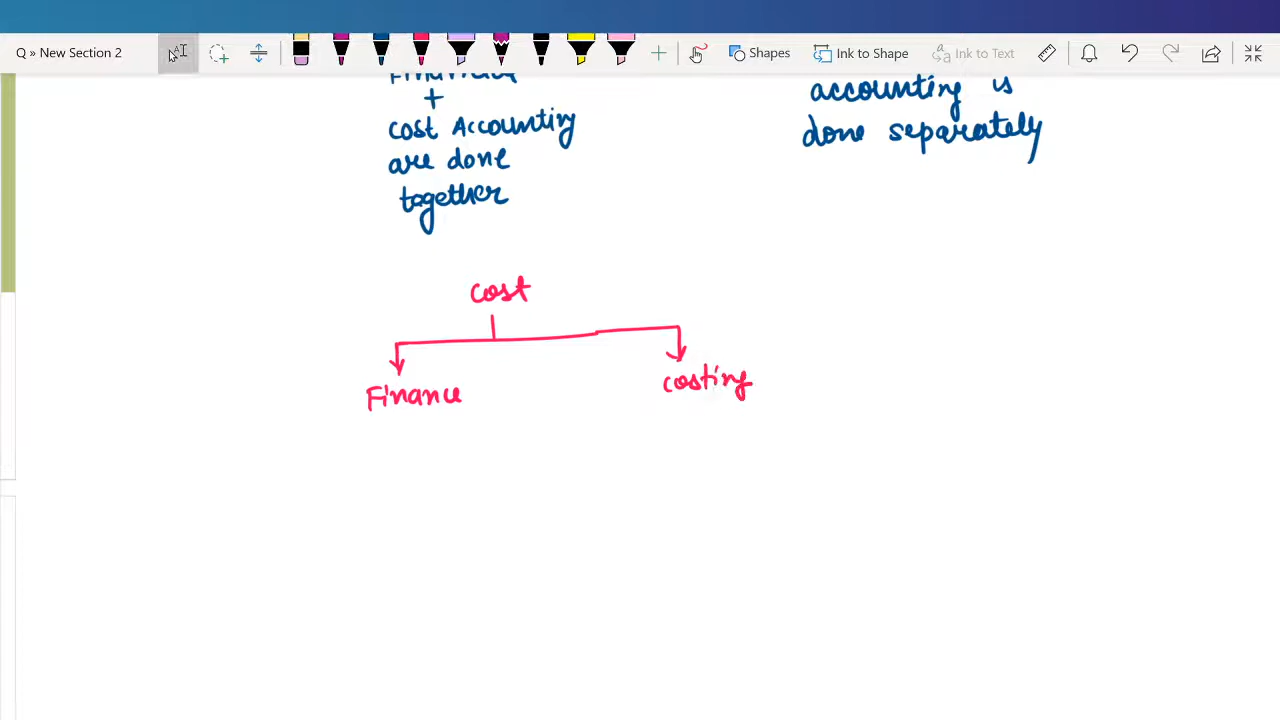 Q » New Section 2
Shapes
Ink to Shape
Ink to Text
+
cost Accounting
are done
together
accounting is
done separately
cost
Finance
costing